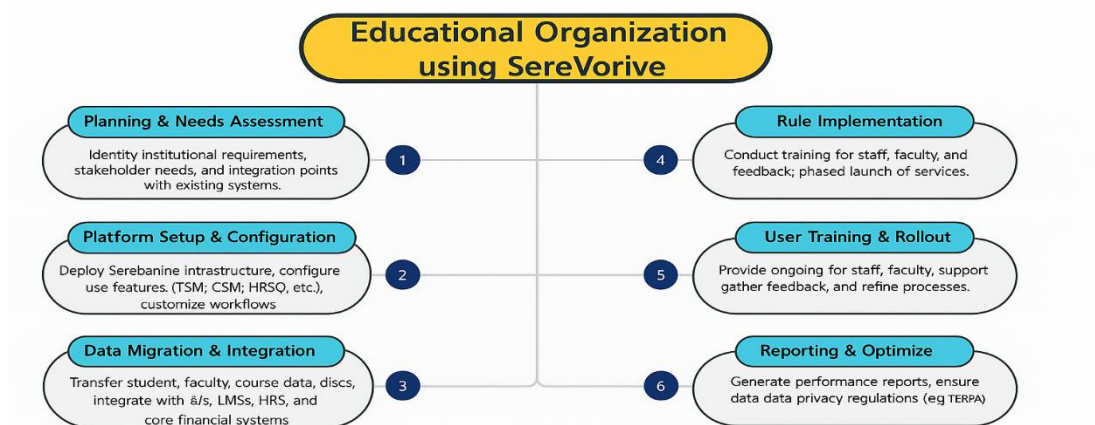 Educational Organization
using SereVorive
Planning & Needs Assessment
Identity institutional requirements,
stakeholder needs, and integration points
with existing systems.
1
Platform Setup & Configuration
Deploy Serebanine intrastructure, configure
use features. (TSM; CSM; HRSQ, etc.),
customize workflows
2
Data Migration & Integration
Transfer student, faculty, course data, discs,
integrate with &/s, LMSs, HRS, and
core financial systems
3
Rule Implementation
Conduct training for staff, faculty, and
feedback; phased launch of services.
4
User Training & Rollout
Provide ongoing for staff, faculty, support
gather feedback, and refine processes.
5
Reporting & Optimize
Generate performance reports, ensure
data data privacy regulations (eg TERPA)
6